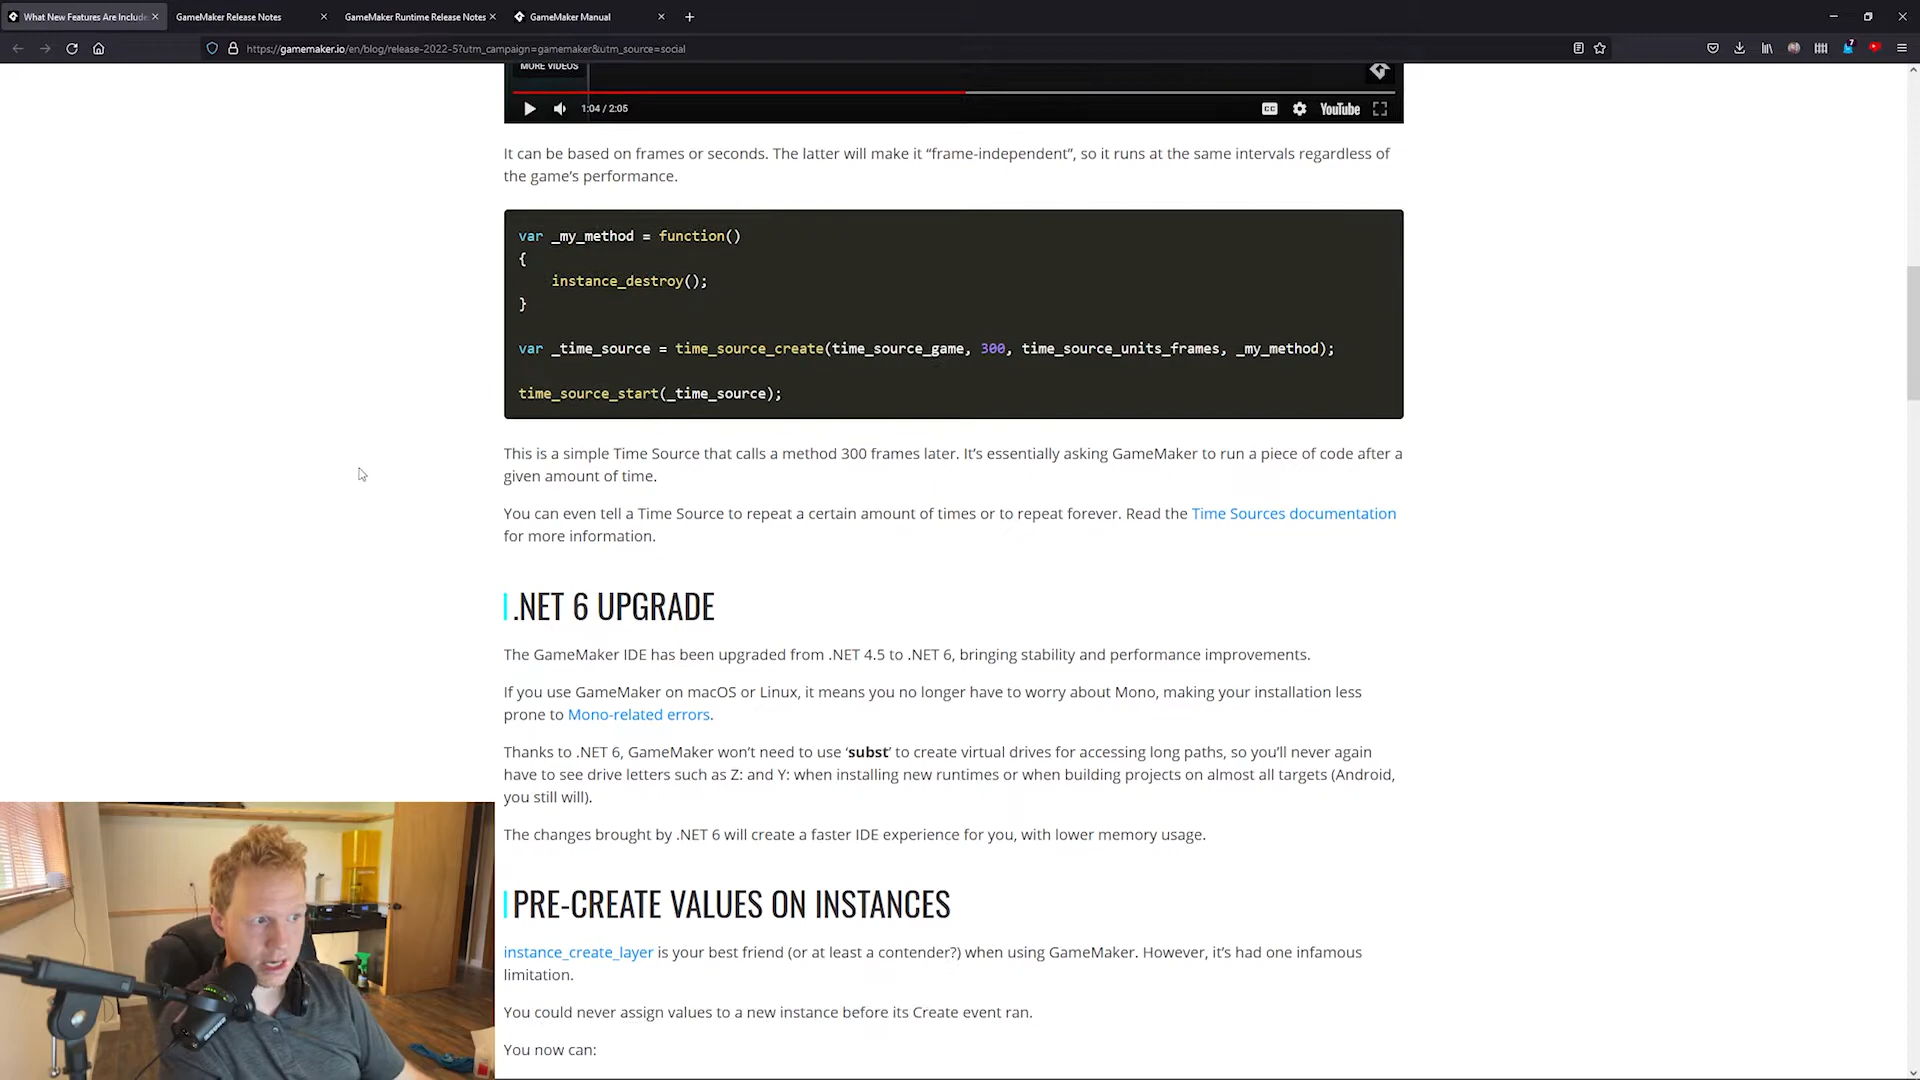 What New Features Are Include
GameMaker Release Notes
GameMaker Runtime Release Notes
GameMaker Manual
https://gamemaker.io/en/blog/release-2022-5?utm_campaign=gamemaker&utm_source=social
7
MORE VIDEOS
1:04 / 2:05
CC
YouTube
It can be based on frames or seconds. The latter will make it “frame-independent”, so it runs at the same intervals regardless of
the game’s performance.
var _my_method = function()
{
instance_destroy();
}
var _time_source = time_source_create(time_source_game, 300, time_source_units_frames, _my_method);
time_source_start(_time_source);
This is a simple Time Source that calls a method 300 frames later. It’s essentially asking GameMaker to run a piece of code after a
given amount of time.
You can even tell a Time Source to repeat a certain amount of times or to repeat forever. Read the Time Sources documentation
for more information.
.NET 6 UPGRADE
The GameMaker IDE has been upgraded from .NET 4.5 to .NET 6, bringing stability and performance improvements.
If you use GameMaker on macOS or Linux, it means you no longer have to worry about Mono, making your installation less
prone to Mono-related errors.
Thanks to .NET 6, GameMaker won’t need to use ‘subst’ to create virtual drives for accessing long paths, so you’ll never again
have to see drive letters such as Z: and Y: when installing new runtimes or when building projects on almost all targets (Android,
you still will).
The changes brought by .NET 6 will create a faster IDE experience for you, with lower memory usage.
PRE-CREATE VALUES ON INSTANCES
instance_create_layer is your best friend (or at least a contender?) when using GameMaker. However, it’s had one infamous
limitation.
You could never assign values to a new instance before its Create event ran.
You now can: